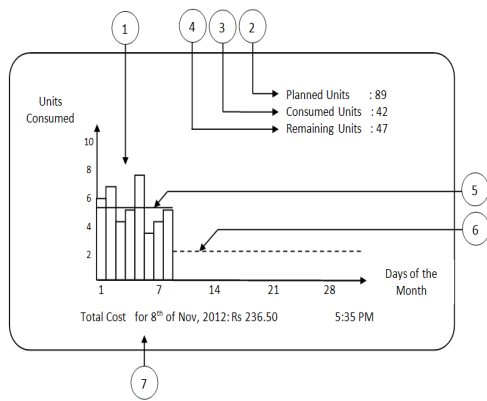 1
4
3
2
Planned Units : 89
Consumed Units : 42
Remaining Units : 47
Units
Consumed
10
8
6
4
2
5
6
1 7 14 21 28
Days of the
Month
Total Cost for 8th of Nov, 2012: Rs 236.50 5:35 PM
7